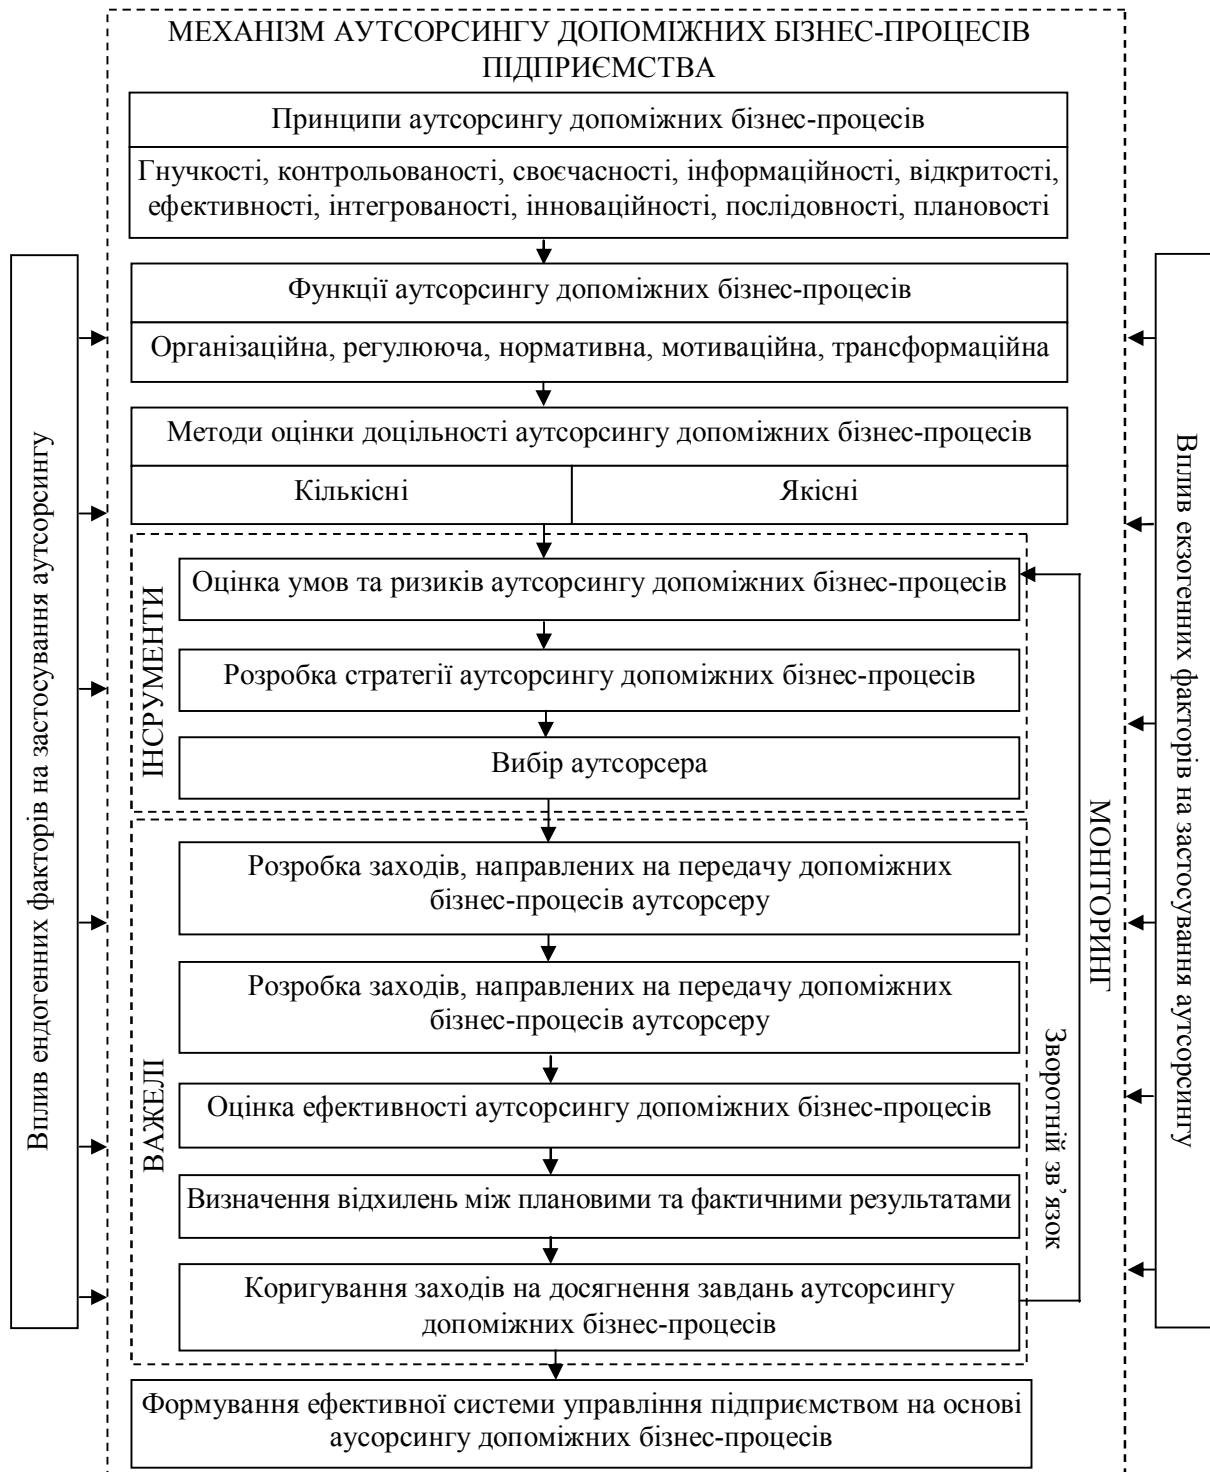 МЕХАНІЗМ АУТСОРСИНГУ ДОПОМІЖНИХ БІЗНЕС-ПРОЦЕСІВ
ПІДПРИЄМСТВА
Принципи аутсорсингу допоміжних бізнес-процесів
Гнучкості, контрольованості, своєчасності, інформаційності, відкритості,
ефективності, інтегрованості, інноваційності, послідовності, плановості
Функції аутсорсингу допоміжних бізнес-процесів
Організаційна, регулююча, нормативна, мотиваційна, трансформаційна
Методи оцінки доцільності аутсорсингу допоміжних бізнес-процесів
Кількісні
Якісні
ІНСРУМЕНТИ
Оцінка умов та ризиків аутсорсингу допоміжних бізнес-процесів
Розробка стратегії аутсорсингу допоміжних бізнес-процесів
Вибір аутсорсера
ВАЖЕЛІ
Розробка заходів, направлених на передачу допоміжних
бізнес-процесів аутсорсеру
Розробка заходів, направлених на передачу допоміжних
бізнес-процесів аутсорсеру
Оцінка ефективності аутсорсингу допоміжних бізнес-процесів
Визначення відхилень між плановими та фактичними результатами
Коригування заходів на досягнення завдань аутсорсингу
допоміжних бізнес-процесів
Формування ефективної системи управління підприємством на основі
аусорсингу допоміжних бізнес-процесів
Вплив ендогенних факторів на застосування аутсорсингу
Зворотній зв’язок
МОНІТОРИНГ
Вплив екзогенних факторів на застосування аутсорсингу